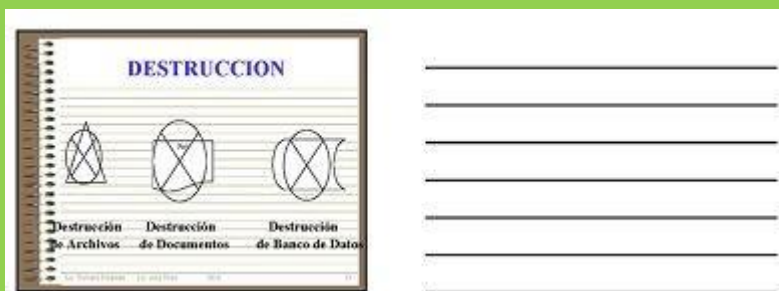 DESTRUCCION
Destrucción
de Archivos
Destrucción
de Documentos
Destrucción
de Banco de Datos